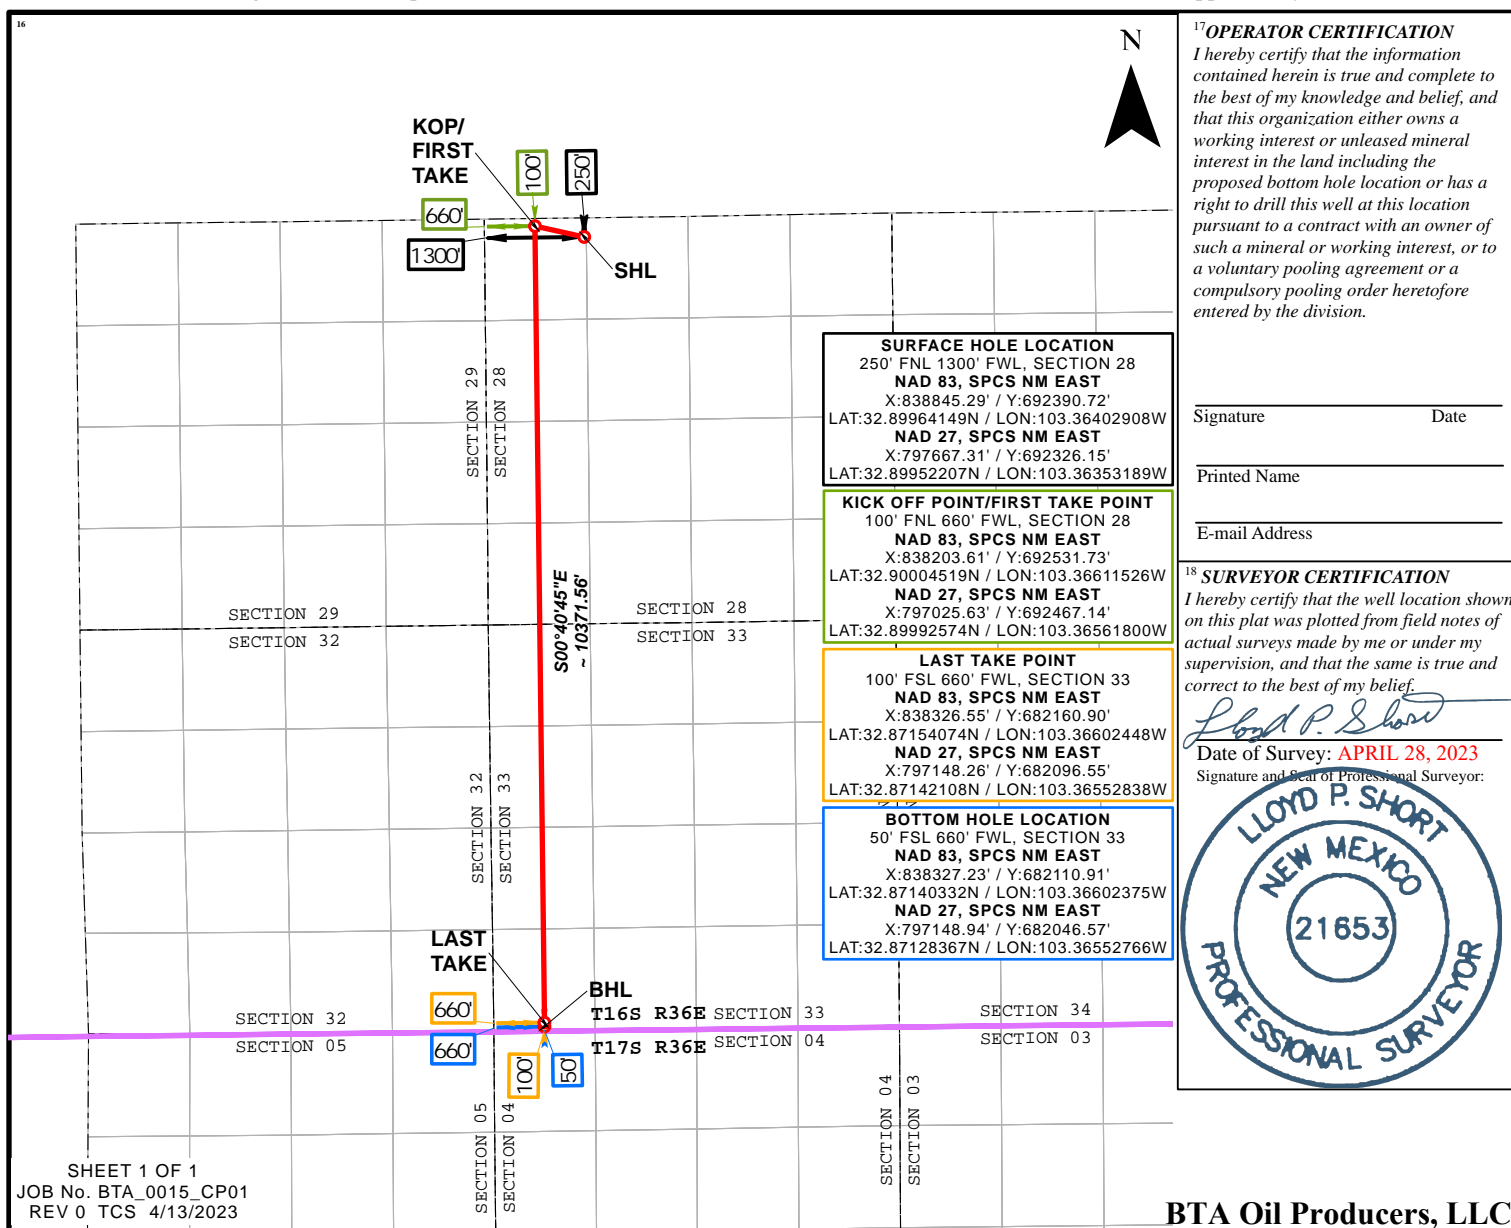 16
N
KOP/
FIRST
TAKE
100'
250'
660'
1300'
SHL
SECTION 29
SECTION 28
SURFACE HOLE LOCATION
250' FNL 1300' FWL, SECTION 28
NAD 83, SPCS NM EAST
X:838845.29' / Y:692390.72'
LAT:32.89964149N / LON:103.36402908W
NAD 27, SPCS NM EAST
X:797667.31' / Y:692326.15'
LAT:32.89952207N / LON:103.36353189W
KICK OFF POINT/FIRST TAKE POINT
100' FNL 660' FWL, SECTION 28
NAD 83, SPCS NM EAST
X:838203.61' / Y:692531.73'
LAT:32.90004519N / LON:103.36611526W
NAD 27, SPCS NM EAST
X:797025.63' / Y:692467.14'
LAT:32.89992574N / LON:103.36561800W
LAST TAKE POINT
100' FSL 660' FWL, SECTION 33
NAD 83, SPCS NM EAST
X:838326.55' / Y:682160.90'
LAT:32.87154074N / LON:103.36602448W
NAD 27, SPCS NM EAST
X:797148.26' / Y:682096.55'
LAT:32.87142108N / LON:103.36552838W
BOTTOM HOLE LOCATION
50' FSL 660' FWL, SECTION 33
NAD 83, SPCS NM EAST
X:838327.23' / Y:682110.91'
LAT:32.87140332N / LON:103.36602375W
NAD 27, SPCS NM EAST
X:797148.94' / Y:682046.57'
LAT:32.87128367N / LON:103.36552766W
S00°40'45"E
~ 10371.56'
SECTION 29
SECTION 32
SECTION 28
SECTION 33
SECTION 32
SECTION 33
LAST
TAKE
BHL
660'
660'
100'
50'
T16S R36E SECTION 33
T17S R36E SECTION 04
SECTION 32
SECTION 05
SECTION 34
SECTION 03
SECTION 05
SECTION 04
SECTION 04
SECTION 03
SHEET 1 OF 1
JOB No. BTA_0015_CP01
REV 0 TCS 4/13/2023
17 OPERATOR CERTIFICATION
I hereby certify that the information
contained herein is true and complete to
the best of my knowledge and belief, and
that this organization either owns a
working interest or unleased mineral
interest in the land including the
proposed bottom hole location or has a
right to drill this well at this location
pursuant to a contract with an owner of
such a mineral or working interest, or to
a voluntary pooling agreement or a
compulsory pooling order heretofore
entered by the division.
Signature Date
Printed Name
E-mail Address
18 SURVEYOR CERTIFICATION
I hereby certify that the well location shown
on this plat was plotted from field notes of
actual surveys made by me or under my
supervision, and that the same is true and
correct to the best of my belief.
Lloyd P. Short
Date of Survey: APRIL 28, 2023
Signature and Seal of Professional Surveyor:
LLOYD P. SHORT
NEW MEXICO
21653
PROFESSIONAL SURVEYOR
BTA Oil Producers, LLC